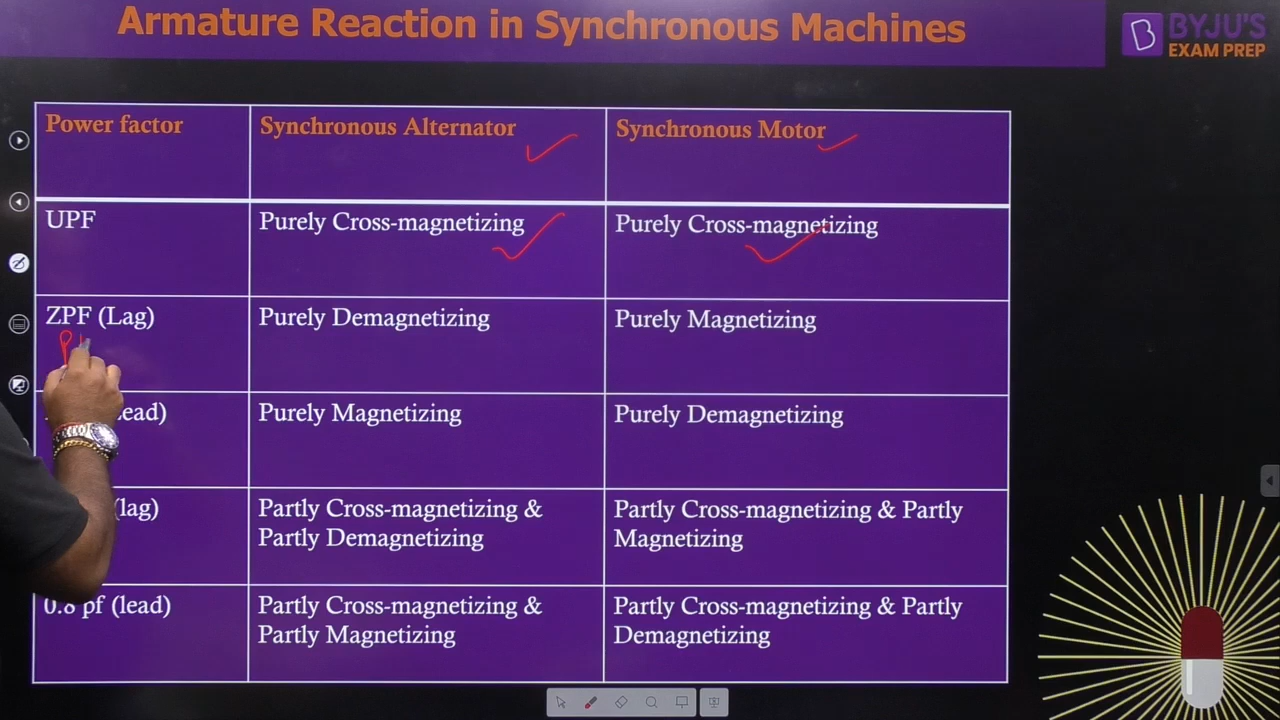 Armature Reaction in Synchronous Machines
BYJU'S
EXAM PREP
Power factor
Synchronous Alternator
Synchronous Motor
UPF
Purely Cross-magnetizing
Purely Cross-magnetizing
ZPF (Lag)
Purely Demagnetizing
Purely Magnetizing
Purely Magnetizing
Purely Demagnetizing
(lag)
Partly Cross-magnetizing &
Partly Demagnetizing
Partly Cross-magnetizing & Partly
Magnetizing
0.8 pf (lead)
Partly Cross-magnetizing &
Partly Magnetizing
Partly Cross-magnetizing & Partly
Demagnetizing